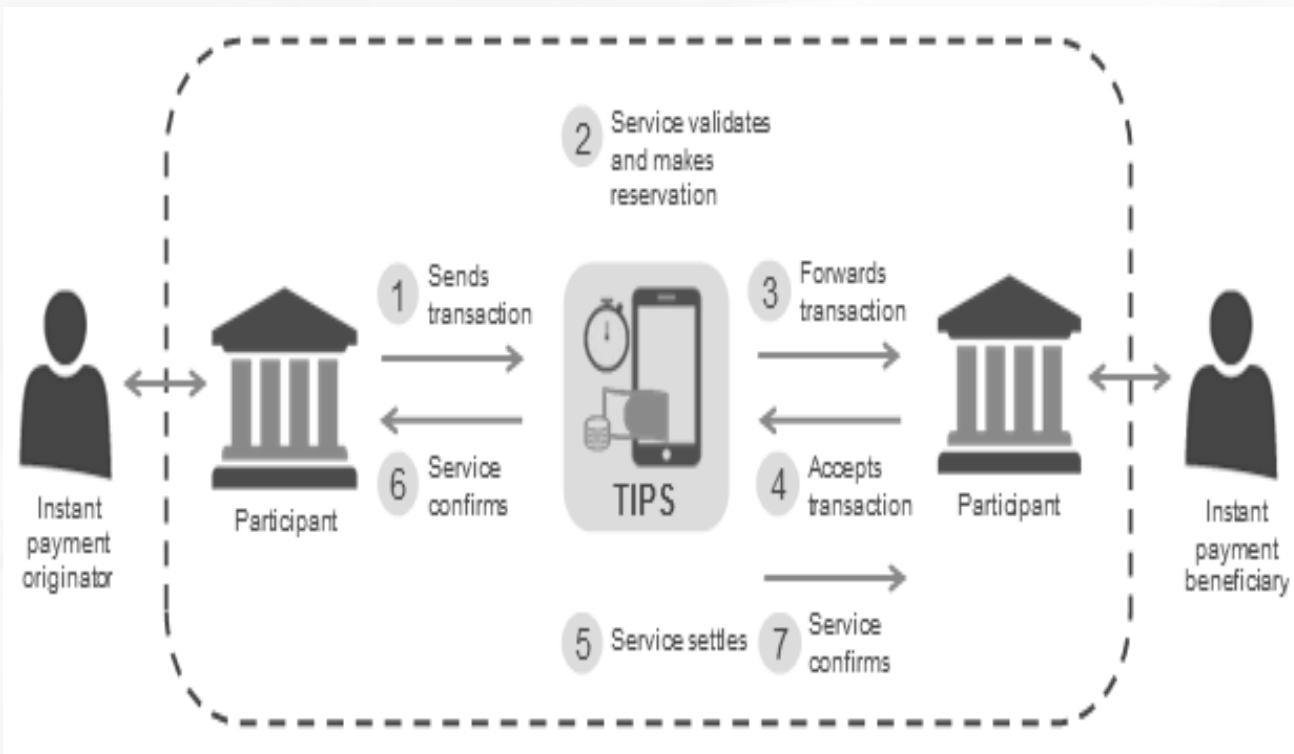 2
Service validates
and makes
reservation
1
Sends
transaction
3
Forwards
transaction
6
Service
confirms
TIPS
4
Accepts
transaction
Instant
payment
originator
Participant
Participant
Instant
payment
beneficiary
5
Service settles
7
Service
confirms